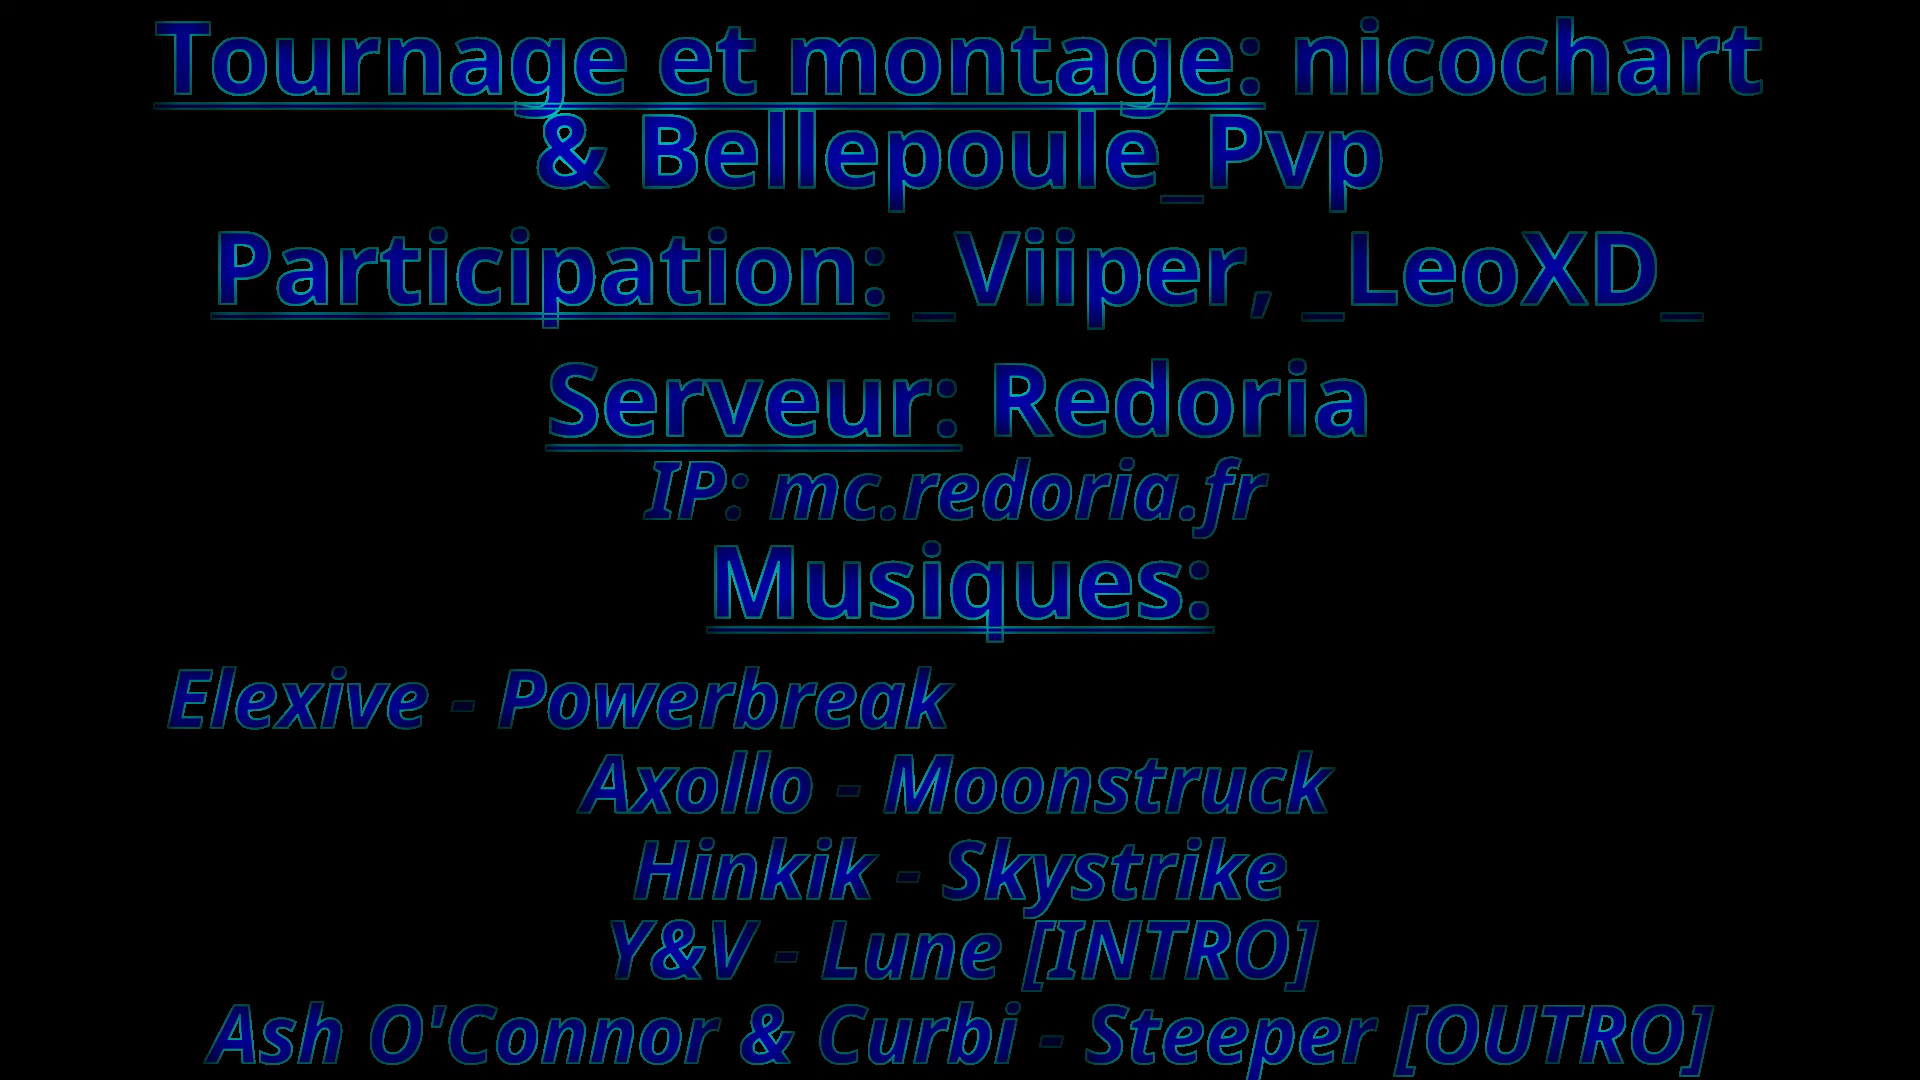 Tournage et montage: nicochart
& Bellepoule_Pvp
Participation: _Viiper, _LeoXD_
Serveur: Redoria
IP: mc.redoria.fr
Musiques:
Elexive - Powerbreak
Axollo - Moonstruck
Hinkik - Skystrike
Y&V - Lune [INTRO]
Ash O'Connor & Curbi - Steeper [OUTRO]